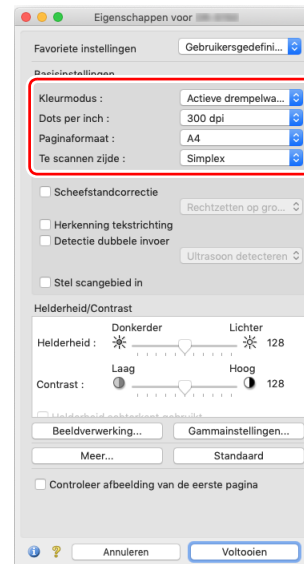 Eigenschappen voor
Favoriete instellingen Gebruikersgedefini...
Basisinstellingen
Kleurmodus : Actieve drempelwa...
Dots per inch : 300 dpi
Paginaformaat : A4
Te scannen zijde : Simplex
Scheefstandcorrectie
Rechtzetten op gro...
Herkenning tekstrichting
Detectie dubbele invoer
Ultrasoon detecteren
Stel scangebied in
Helderheid/Contrast
Donkerder Lichter
Helderheid : 128
Laag Hoog
Contrast : 128
Helderheid achterkant gebruikt
Beeldverwerking... Gammainstellingen...
Meer... Standaard
Controleer afbeelding van de eerste pagina
Annuleren Voltooien